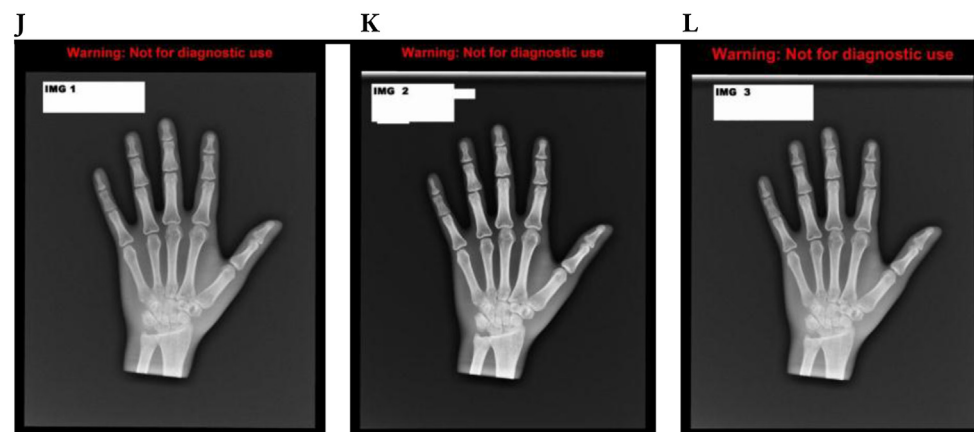 J K L
Warning: Not for diagnostic use Warning: Not for diagnostic use Warning: Not for diagnostic use
IMG 1 IMG 2 IMG 3